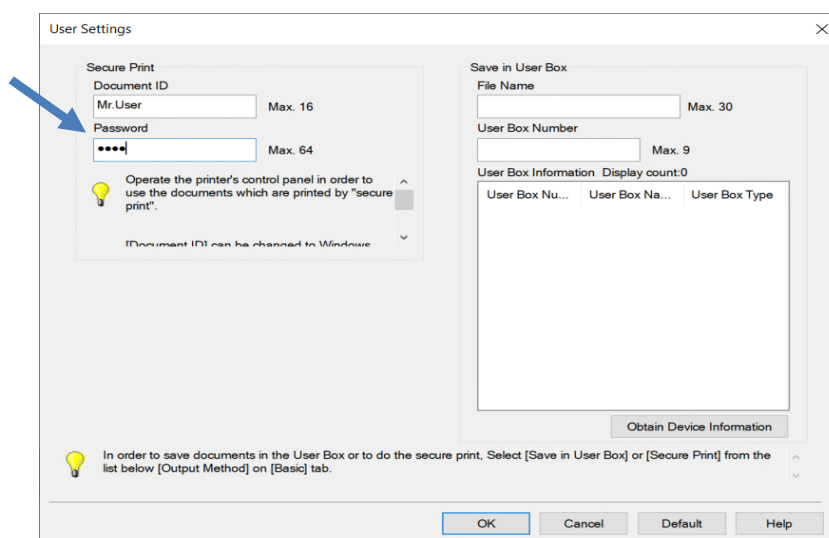 User Settings
Secure Print
Document ID
Mr.User Max. 16
Password
•••• Max. 64
Operate the printer's control panel in order to
use the documents which are printed by "secure
print".
[Document ID] can be changed to Windows
Save in User Box
File Name
Max. 30
User Box Number
Max. 9
User Box Information Display count:0
User Box Nu... User Box Na... User Box Type
Obtain Device Information
In order to save documents in the User Box or to do the secure print, Select [Save in User Box] or [Secure Print] from the
list below [Output Method] on [Basic] tab.
OK Cancel Default Help